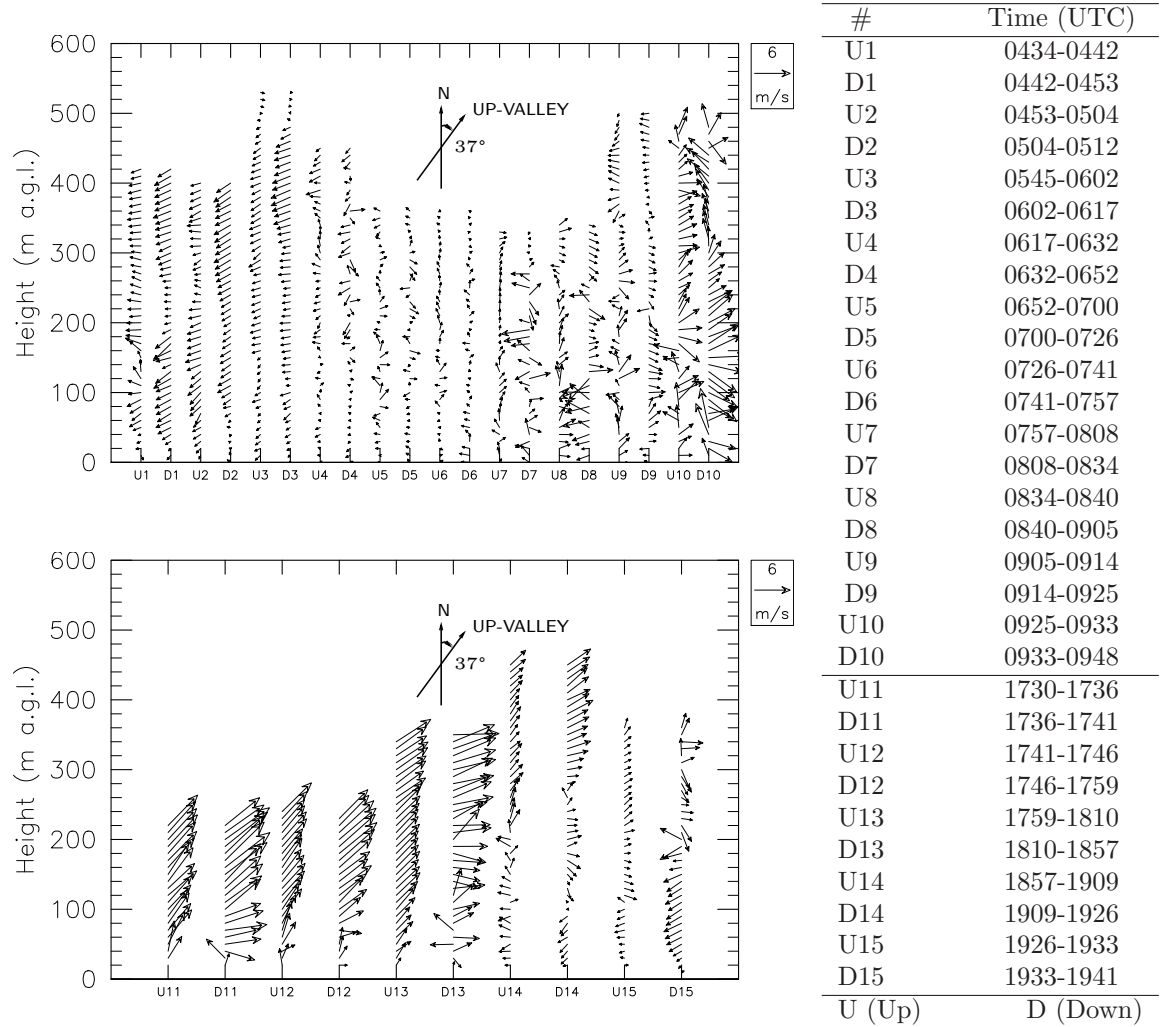 600
500
400
300
200
100
0
Height (m a.g.l.)
N
UP-VALLEY
37°
6
m/s
U1 D1 U2 D2 U3 D3 U4 D4 U5 D5 U6 D6 U7 D7 U8 D8 U9 D9 U10 D10
600
500
400
300
200
100
0
Height (m a.g.l.)
N
UP-VALLEY
37°
6
m/s
U11 D11 U12 D12 U13 D13 U14 D14 U15 D15
# Time (UTC)
U1 0434-0442
D1 0442-0453
U2 0453-0504
D2 0504-0512
U3 0545-0602
D3 0602-0617
U4 0617-0632
D4 0632-0652
U5 0652-0700
D5 0700-0726
U6 0726-0741
D6 0741-0757
U7 0757-0808
D7 0808-0834
U8 0834-0840
D8 0840-0905
U9 0905-0914
D9 0914-0925
U10 0925-0933
D10 0933-0948
U11 1730-1736
D11 1736-1741
U12 1741-1746
D12 1746-1759
U13 1759-1810
D13 1810-1857
U14 1857-1909
D14 1909-1926
U15 1926-1933
D15 1933-1941
U (Up) D (Down)